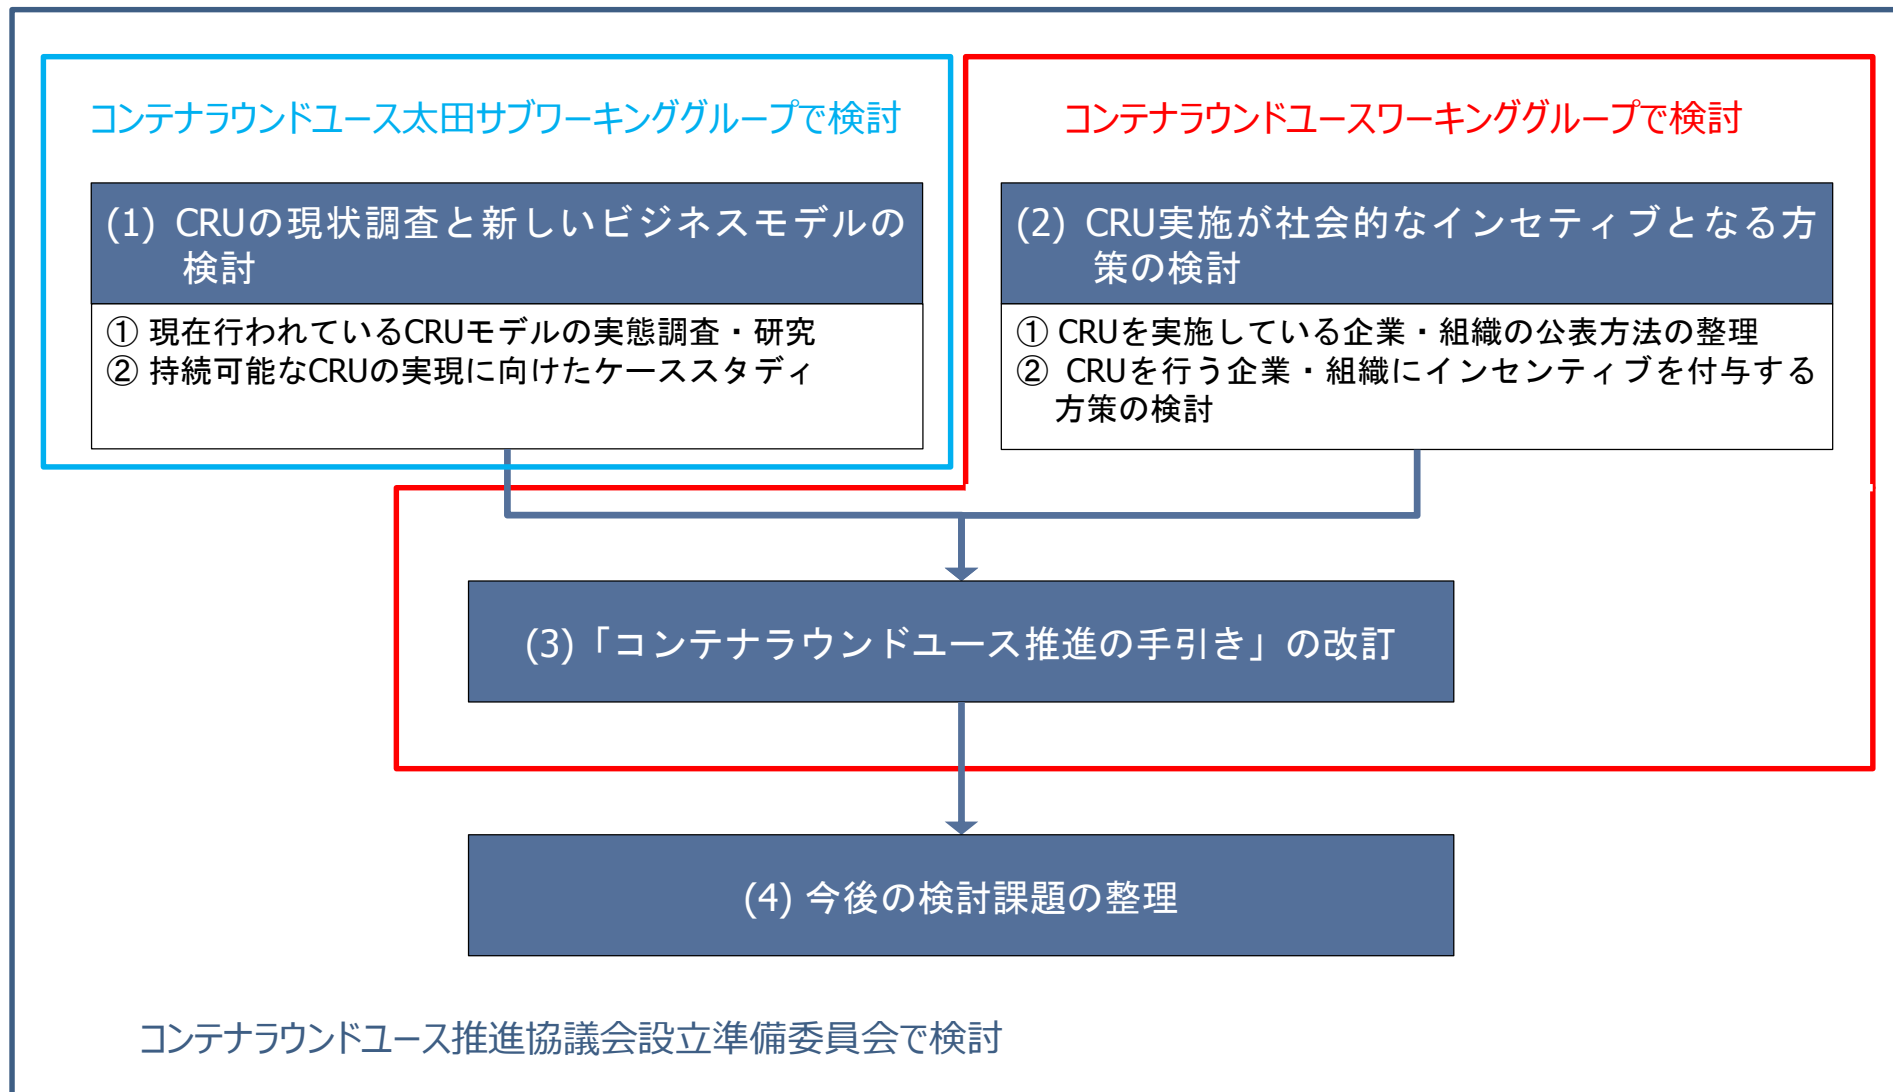 コンテナラウンドユース太田サブワーキンググループで検討
(1) CRUの現状調査と新しいビジネスモデルの
検討
① 現在行われているCRUモデルの実態調査・研究
② 持続可能なCRUの実現に向けたケーススタディ
コンテナラウンドユースワーキンググループで検討
(2) CRU実施が社会的なインセティブとなる方
策の検討
① CRUを実施している企業・組織の公表方法の整理
② CRUを行う企業・組織にインセンティブを付与する
方策の検討
(3)「コンテナラウンドユース推進の手引き」の改訂
(4) 今後の検討課題の整理
コンテナラウンドユース推進協議会設立準備委員会で検討